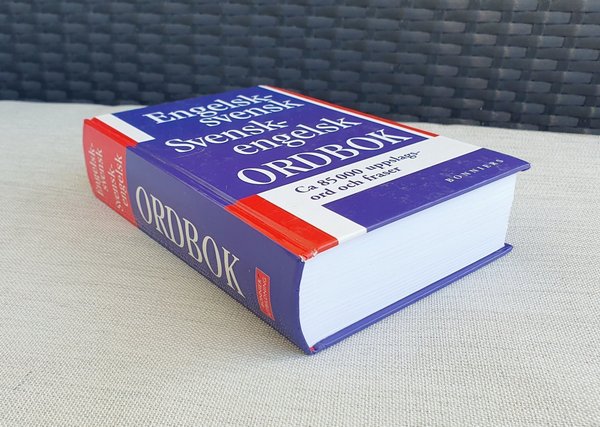 Engelsk-
svensk
Svensk-
engelsk
ORDBOK
Ca 85 000 uppslags-
ord och fraser
BONNIERS
Engelsk-
svensk
svensk-
engelsk
ORDBOK